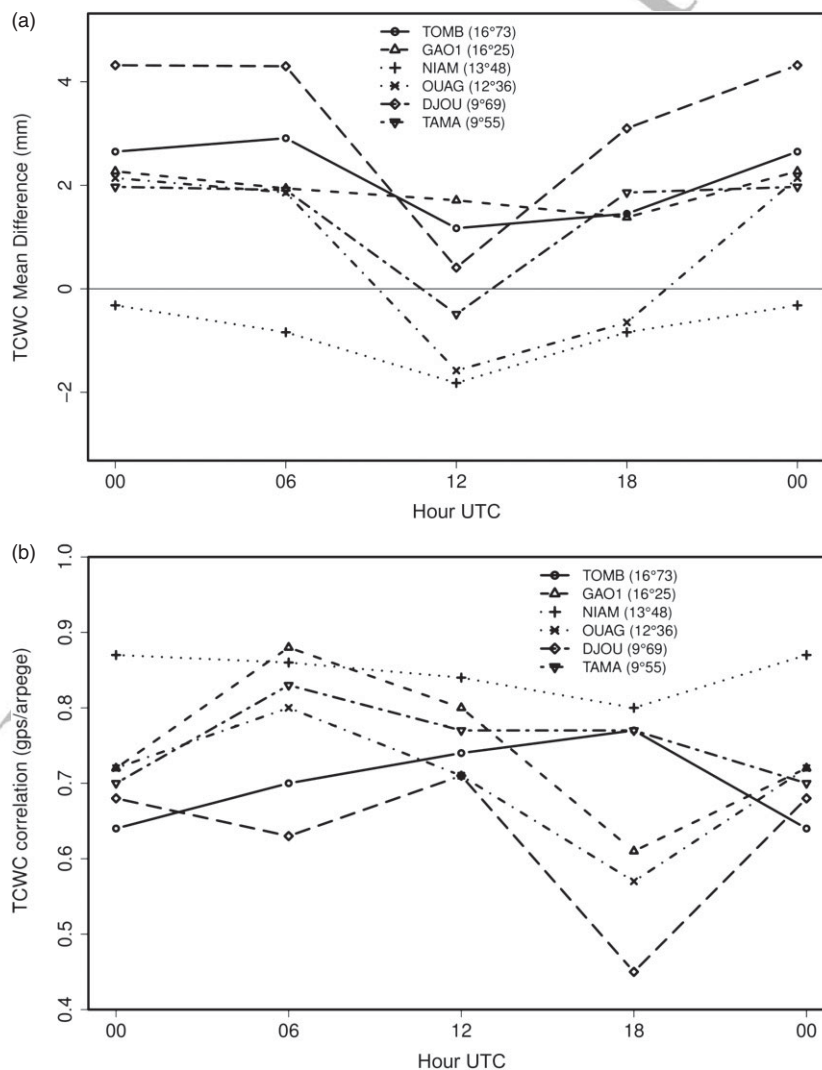 (a)
TOMB (16°73)
GAO1 (16°25)
NIAM (13°48)
OUAG (12°36)
DJOU (9°69)
TAMA (9°55)
TCWC Mean Difference (mm)
4
2
0
−2
00 06 12 18 00
Hour UTC
(b)
TOMB (16°73)
GAO1 (16°25)
NIAM (13°48)
OUAG (12°36)
DJOU (9°69)
TAMA (9°55)
TCWC correlation (gps/arpege)
1.0
0.9
0.8
0.7
0.6
0.5
0.4
00 06 12 18 00
Hour UTC